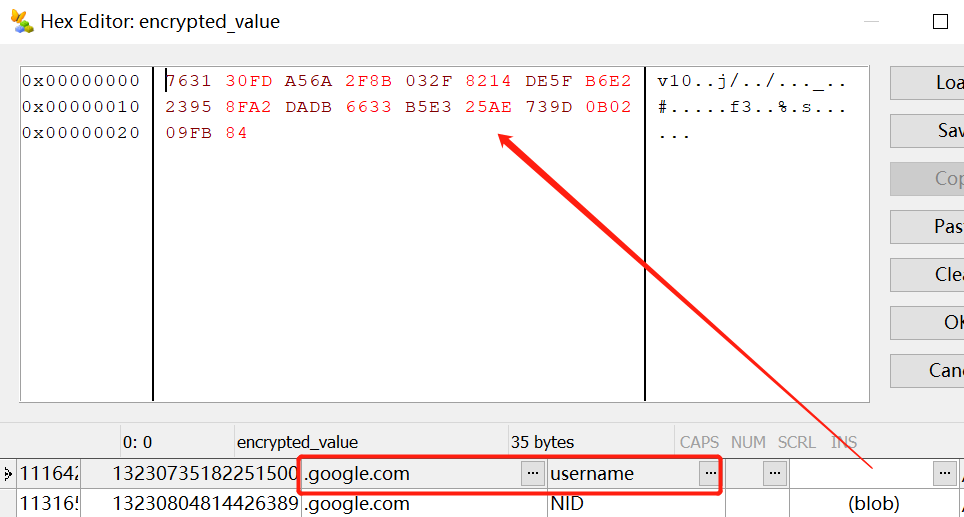 Hex Editor: encrypted_value
0x00000000 7631 30FD A56A 2F8B 032F 8214 DE5F B6E2 v10..j/../..._..
0x00000010 2395 8FA2 DADB 6633 B5E3 25AE 739D 0B02 #.....f3..%.s...
0x00000020 09FB 84 ...
Loa
Sav
Cop
Pas
Clea
OK
Canc
0: 0 encrypted_value 35 bytes CAPS NUM SCRL INS
111642 13230735182251500 .google.com ... username ... ... ...
113165 13230804814426389 .google.com NID (blob)